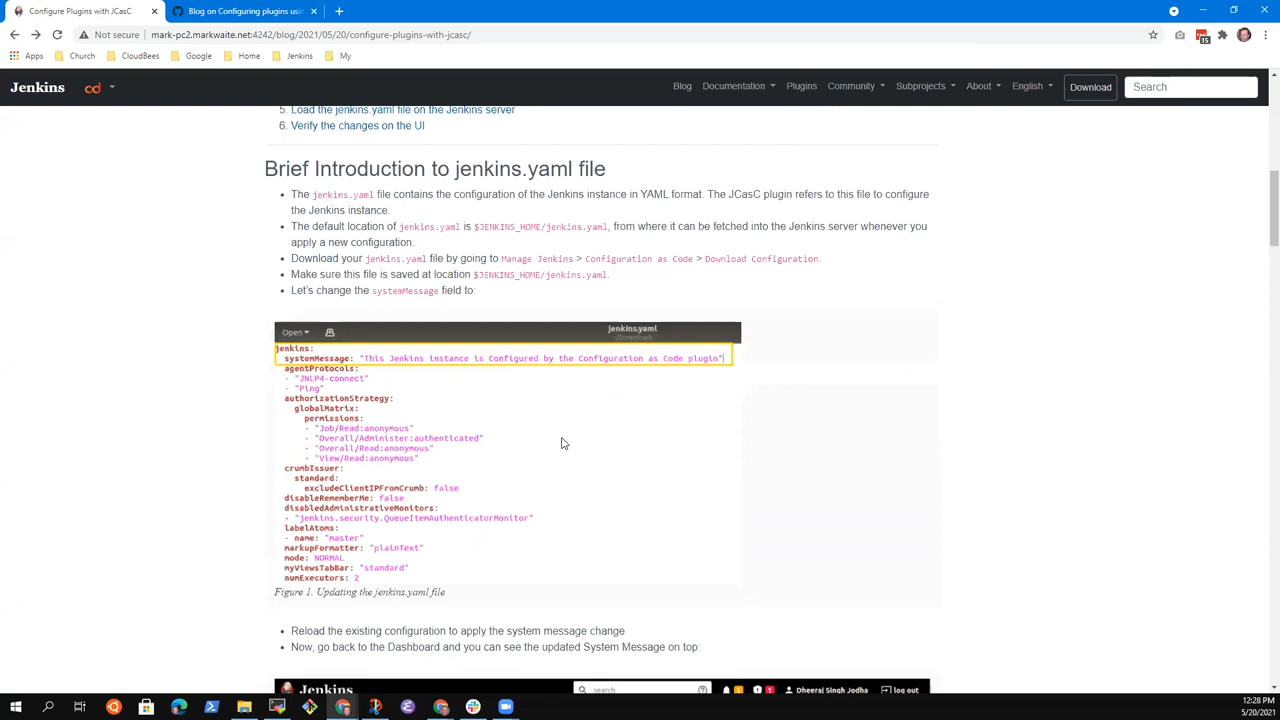 Configure Plugins with JCasC
Blog on Configuring plugins usin
Not secure
mark-pc2.markwaite.net:4242/blog/2021/05/20/configure-plugins-with-jcasc/
15
Apps
Church
CloudBees
Google
Home
Jenkins
My
Jenkins
cd
Blog
Documentation
Plugins
Community
Subprojects
About
English
Download
Search
5. Load the jenkins.yaml file on the Jenkins server
6. Verify the changes on the UI
Brief Introduction to jenkins.yaml file
• The jenkins.yaml file contains the configuration of the Jenkins instance in YAML format. The JCasC plugin refers to this file to configure
the Jenkins instance.
• The default location of jenkins.yaml is $JENKINS_HOME/jenkins.yaml, from where it can be fetched into the Jenkins server whenever you
apply a new configuration.
• Download your jenkins.yaml file by going to Manage Jenkins > Configuration as Code > Download Configuration.
• Make sure this file is saved at location $JENKINS_HOME/jenkins.yaml.
• Let's change the systemMessage field to:
Open
jenkins.yaml
jenkins:
systemMessage: "This Jenkins instance is Configured by the Configuration as Code plugin"
agentProtocols:
- "JNLP4-connect"
- "Ping"
authorizationStrategy:
globalMatrix:
permissions:
- "Job/Read:anonymous"
- "Overall/Administer:authenticated"
- "Overall/Read:anonymous"
- "View/Read:anonymous"
crumbIssuer:
standard:
excludeClientIPFromCrumb: false
disableRememberMe: false
disabledAdministrativeMonitors:
- "jenkins.security.QueueItemAuthenticatorMonitor"
labelAtoms:
- name: "master"
markupFormatter: "plainText"
mode: NORMAL
myViewsTabBar: "standard"
numExecutors: 2
Figure 1. Updating the jenkins.yaml file
• Reload the existing configuration to apply the system message change
• Now, go back to the Dashboard and you can see the updated System Message on top:
Jenkins
search
1
1
Dheeraj Singh Jodha
log out
12:28 PM
5/20/2021